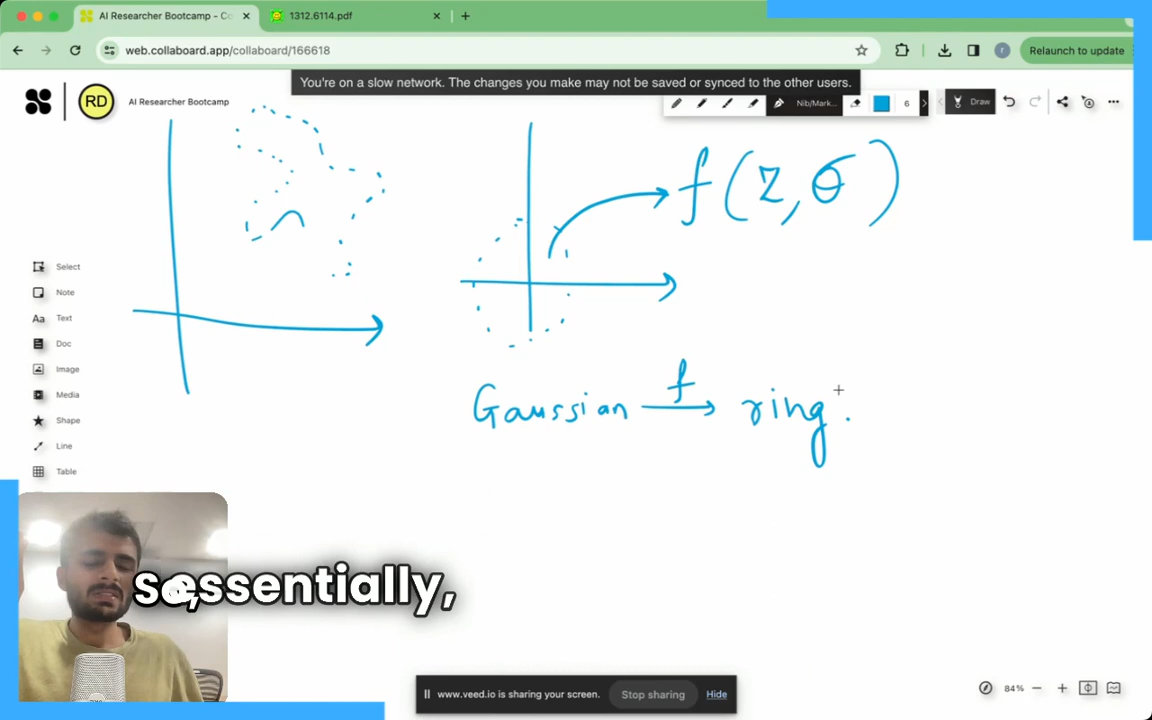 AI Researcher Bootcamp - Co
1312.6114.pdf
web.collaboard.app/collaboard/166618
Relaunch to update
You're on a slow network. The changes you make may not be saved or synced to the other users.
RD
AI Researcher Bootcamp
Nib/Mark...
6
Draw
f(z, θ)
Select
Note
Text
Doc
Image
Media
Shape
Line
Table
Gaussian f→ ring.
so, essentially,
www.veed.io is sharing your screen.
Stop sharing
Hide
84%